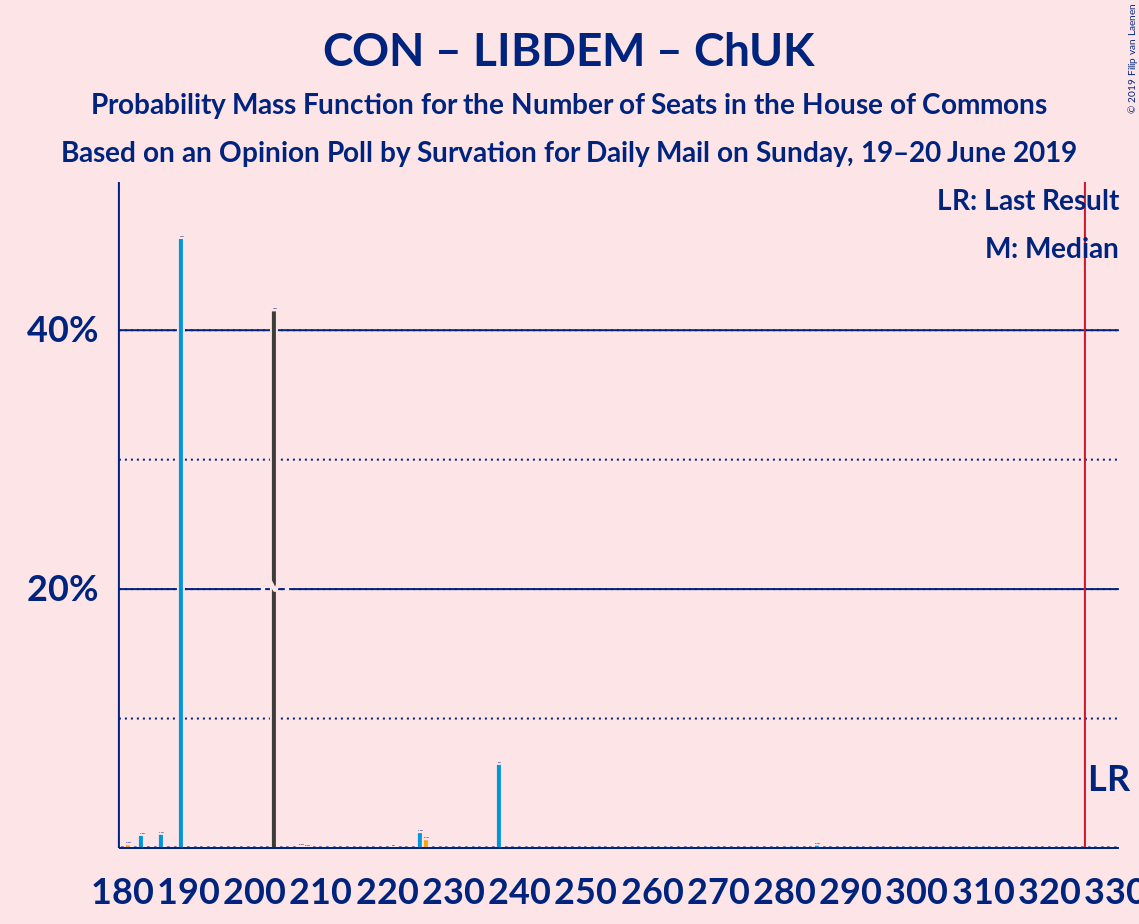 CON – LIBDEM – ChUK
Probability Mass Function for the Number of Seats in the House of Commons
Based on an Opinion Poll by Survation for Daily Mail on Sunday, 19–20 June 2019
© 2019 Filip van Laenen
LR: Last Result
M: Median
40%
20%
LR
180 190 200 210 220 230 240 250 260 270 280 290 300 310 320 330